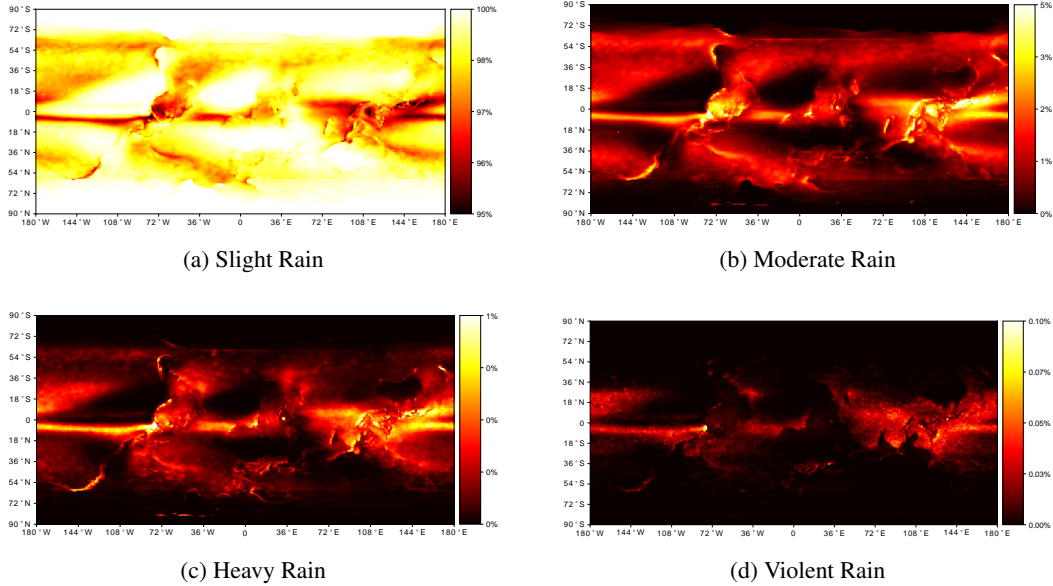 90˚S
72˚S
54˚S
36˚S
18˚S
0
18˚N
36˚N
54˚N
72˚N
90˚N
180˚W 144˚W 108˚W 72˚W 36˚W 0 36˚E 72˚E 108˚E 144˚E 180˚E
100%
98%
97%
96%
95%
(a) Slight Rain
90˚S
72˚S
54˚S
36˚S
18˚S
0
18˚N
36˚N
54˚N
72˚N
90˚N
180˚W 144˚W 108˚W 72˚W 36˚W 0 36˚E 72˚E 108˚E 144˚E 180˚E
5%
3%
2%
1%
0%
(b) Moderate Rain
90˚S
72˚S
54˚S
36˚S
18˚S
0
18˚N
36˚N
54˚N
72˚N
90˚N
180˚W 144˚W 108˚W 72˚W 36˚W 0 36˚E 72˚E 108˚E 144˚E 180˚E
1%
0%
0%
0%
0%
(c) Heavy Rain
90˚N
72˚N
54˚N
36˚N
18˚N
0
18˚S
36˚S
54˚S
72˚S
90˚S
180˚W 144˚W 108˚W 72˚W 36˚W 0 36˚E 72˚E 108˚E 144˚E 180˚E
0.10%
0.07%
0.05%
0.03%
0.00%
(d) Violent Rain